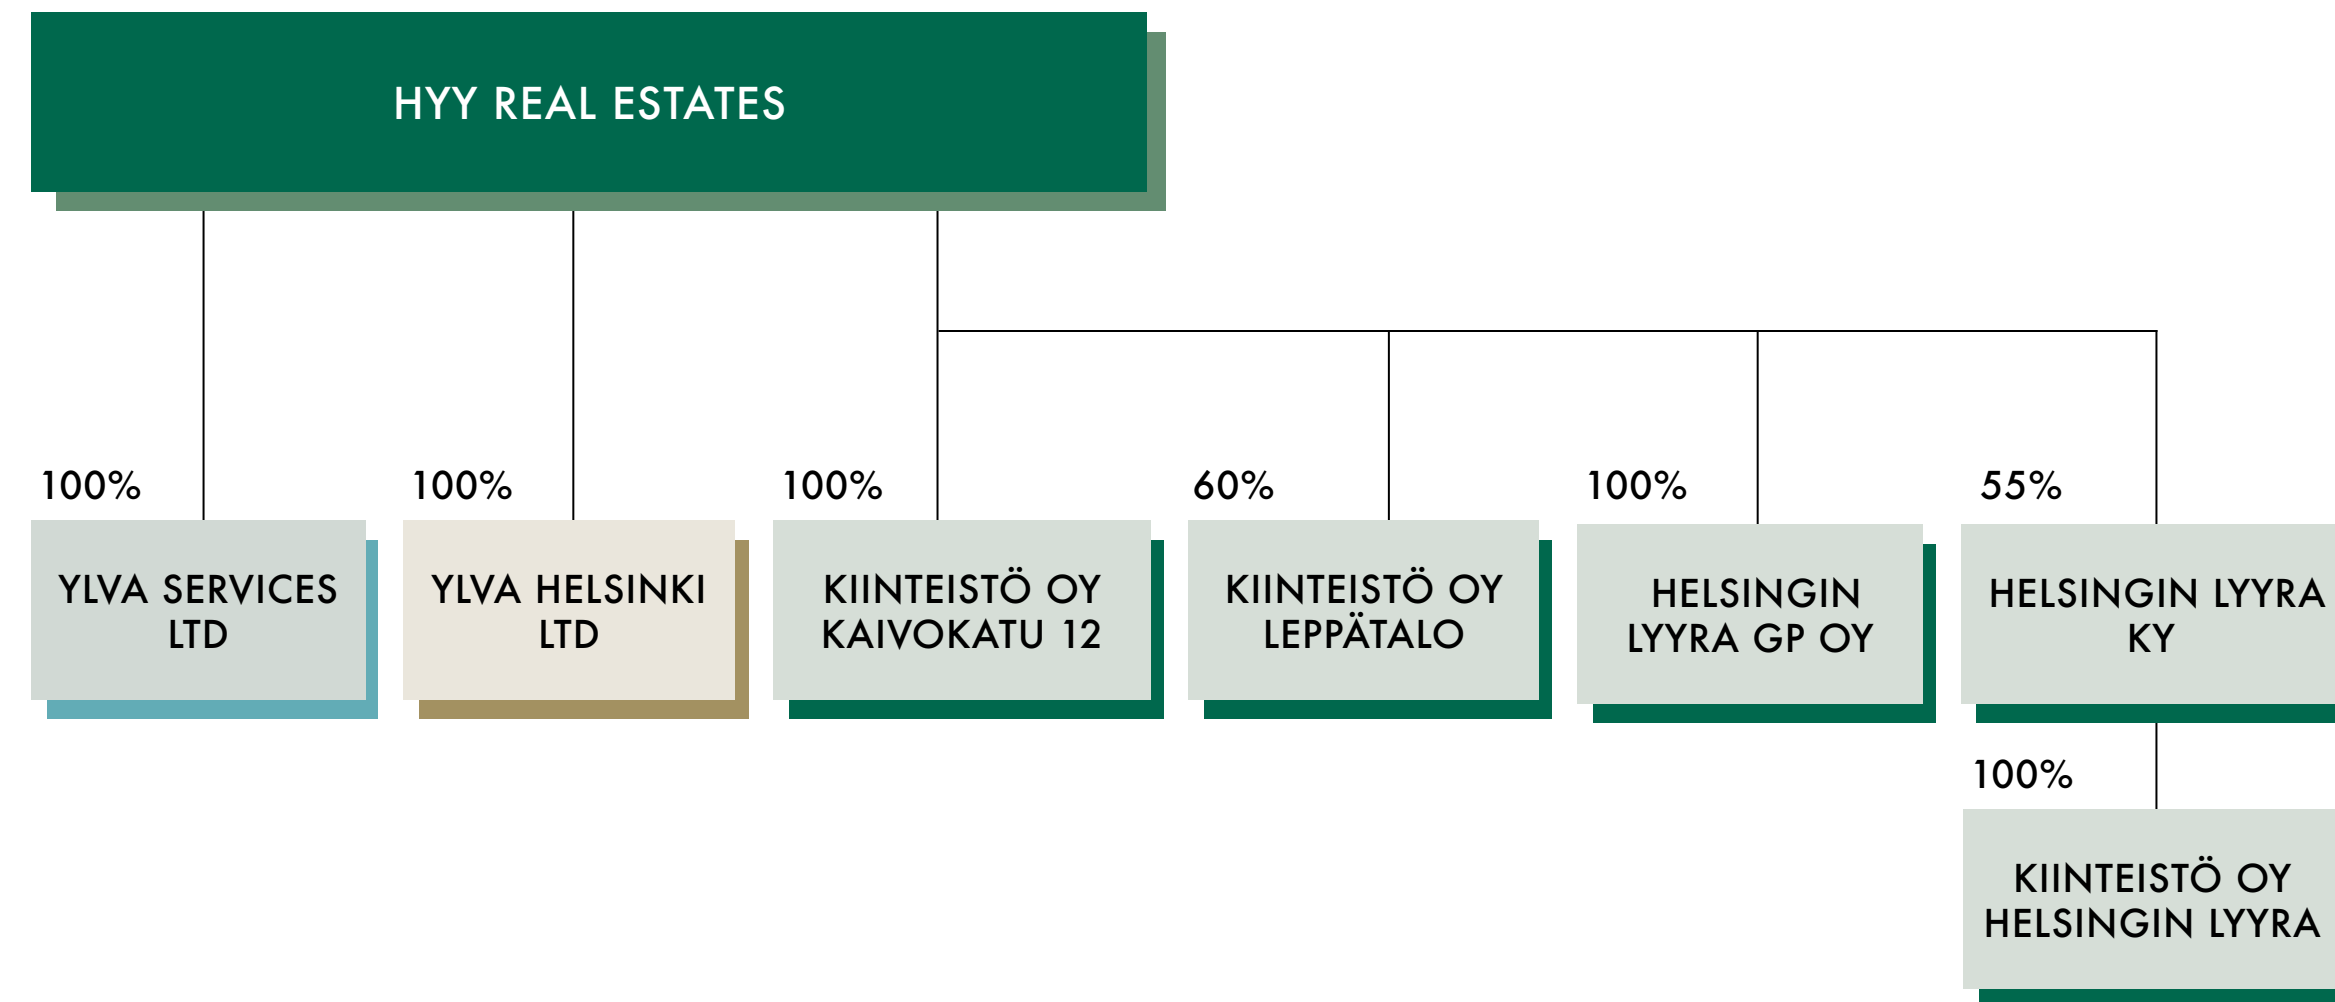 HYY REAL ESTATES
100%
YLVA SERVICES
LTD
100%
YLVA HELSINKI
LTD
100%
KIINTEISTÖ OY
KAIVOKATU 12
60%
KIINTEISTÖ OY
LEPPÄTALO
100%
HELSINGIN
LYYRA GP OY
55%
HELSINGIN LYYRA
KY
100%
KIINTEISTÖ OY
HELSINGIN LYYRA